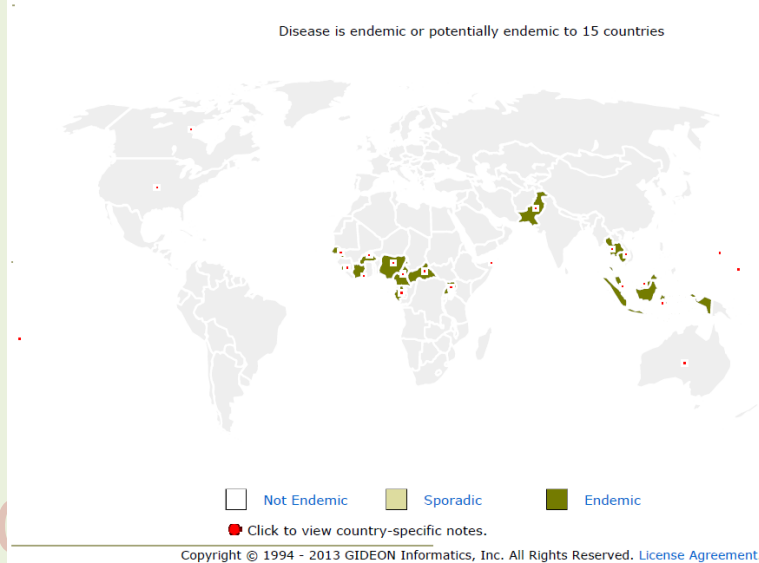 Disease is endemic or potentially endemic to 15 countries
Not Endemic Sporadic Endemic
Click to view country-specific notes.
Copyright © 1994 - 2013 GIDEON Informatics, Inc. All Rights Reserved. License Agreement